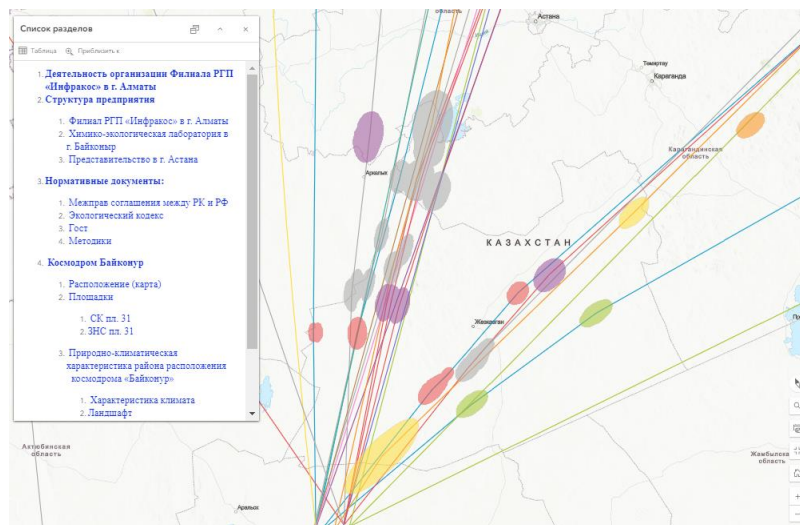 Список разделов
Таблица Приблизить к
1. Деятельность организации Филиала РГП
«Инфракос» в г. Алматы
2. Структура предприятия
1. Филиал РГП «Инфракос» в г. Алматы
2. Химико-экологическая лаборатория в
г. Байконыр
3. Представительство в г. Астана
3. Нормативные документы:
1. Межправ соглашения между РК и РФ
2. Экологический кодекс
3. Гост
4. Методики
4. Космодром Байконур
1. Расположение (карта)
2. Площадки
1. СК пл. 31
2. ЗНС пл. 31
3. Природно-климатическая
характеристика района расположения
космодрома «Байконур»
1. Характеристика климата
2. Ландшафт
область
Астана
Темиртау
Караганда
Карагандинская
область
Аркалык
КАЗАХСТАН
Жезказган
Актюбинская
область
Аральск
Жамбылска
область